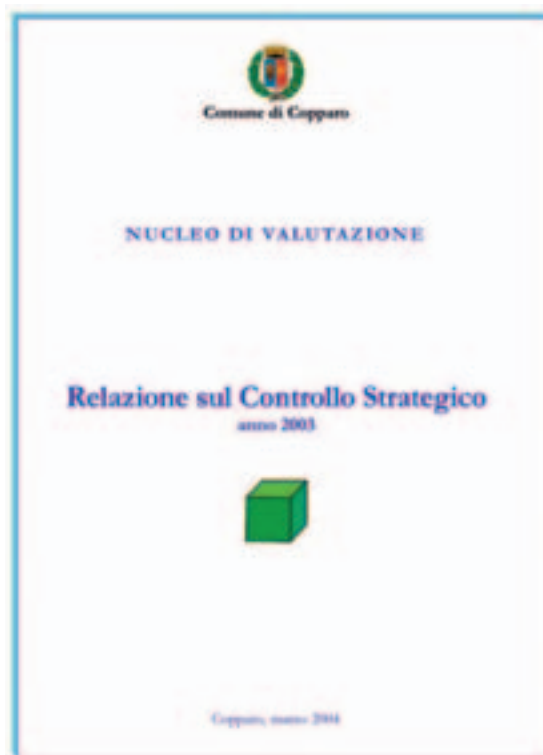 Comune di Copparo
NUCLEO DI VALUTAZIONE
Relazione sul Controllo Strategico
anno 2003
Copparo, marzo 2004